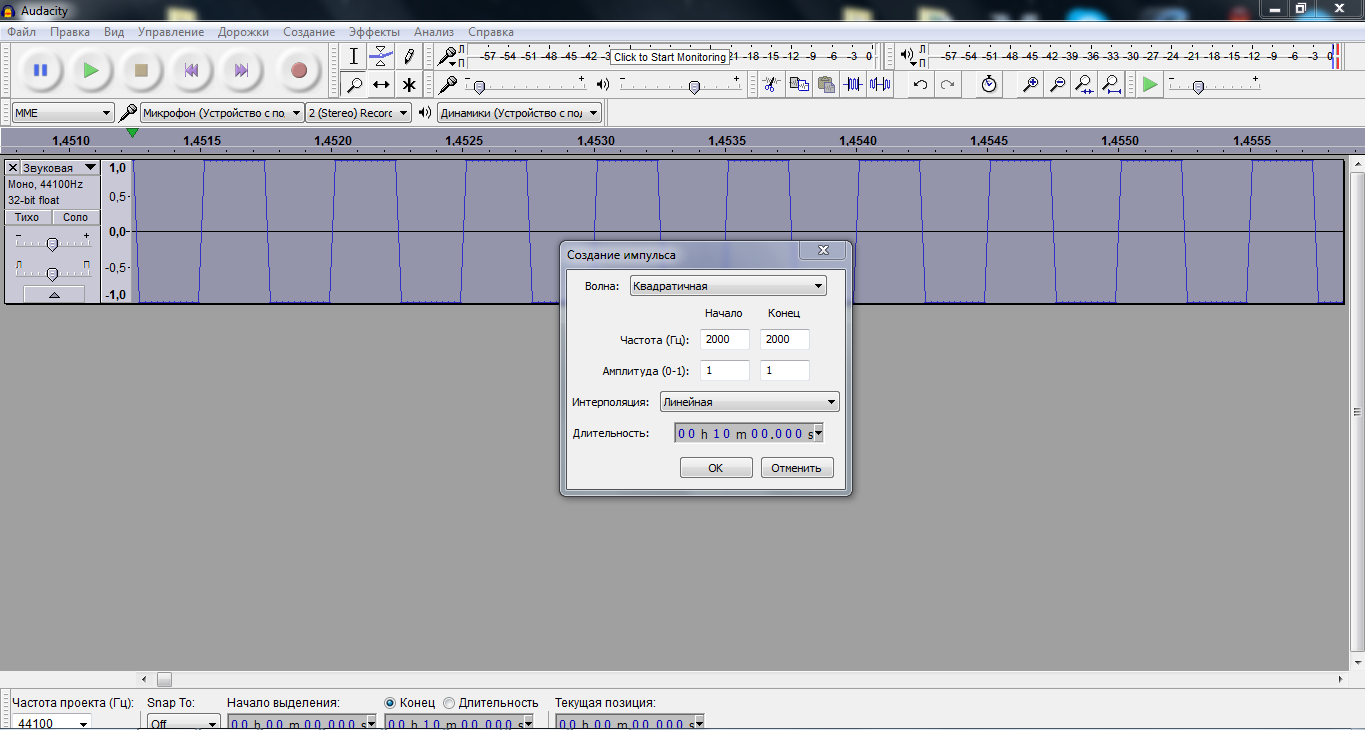 Audacity
Файл Правка Вид Управление Дорожки Создание Эффекты Анализ Справка
Л П -57 -54 -51 -48 -45 -42 -3 Click to Start Monitoring 21 -18 -15 -12 -9 -6 -3 0 Л П -57 -54 -51 -48 -45 -42 -39 -36 -33 -30 -27 -24 -21 -18 -15 -12 -9 -6 -3 0
- + - + - +
MME Микрофон (Устройство с по 2 (Stereo) Recorc Динамики (Устройство с под
1,4510 1,4515 1,4520 1,4525 1,4530 1,4535 1,4540 1,4545 1,4550 1,4555
Звуковая 1,0
Моно, 44100Hz
32-bit float 0,5
Тихо Соло
- + 0,0
Л П -0,5
-1,0
Создание импульса
Волна: Квадратичная
Начало Конец
Частота (Гц): 2000 2000
Амплитуда (0-1): 1 1
Интерполяция: Линейная
Длительность: 00 h 10 m 00.000 s
OK Отменить
Частота проекта (Гц): Snap To: Начало выделения: Конец Длительность Текущая позиция:
44100 Off 00 h 00 m 00.000 s 00 h 10 m 00.000 s 00 h 00 m 00.000 s